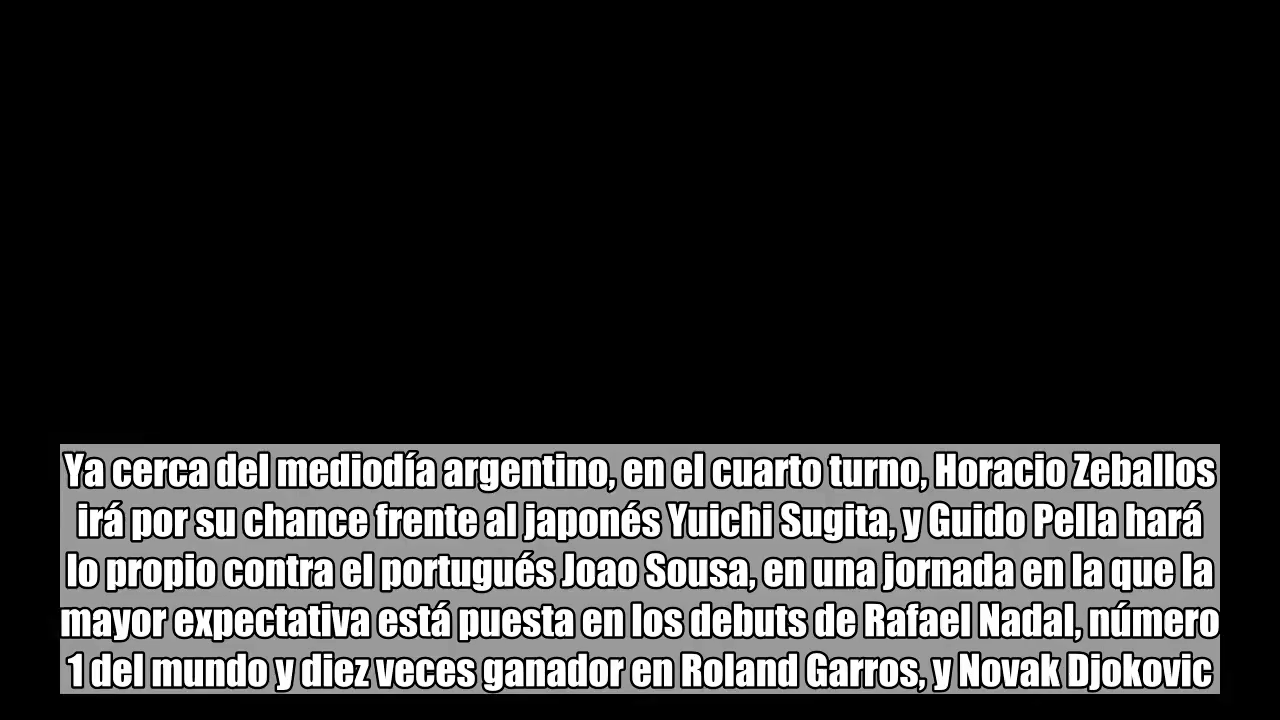 Ya cerca del mediodía argentino, en el cuarto turno, Horacio Zeballos
irá por su chance frente al japonés Yuichi Sugita, y Guido Pella hará
lo propio contra el portugués Joao Sousa, en una jornada en la que la
mayor expectativa está puesta en los debuts de Rafael Nadal, número
1 del mundo y diez veces ganador en Roland Garros, y Novak Djokovic